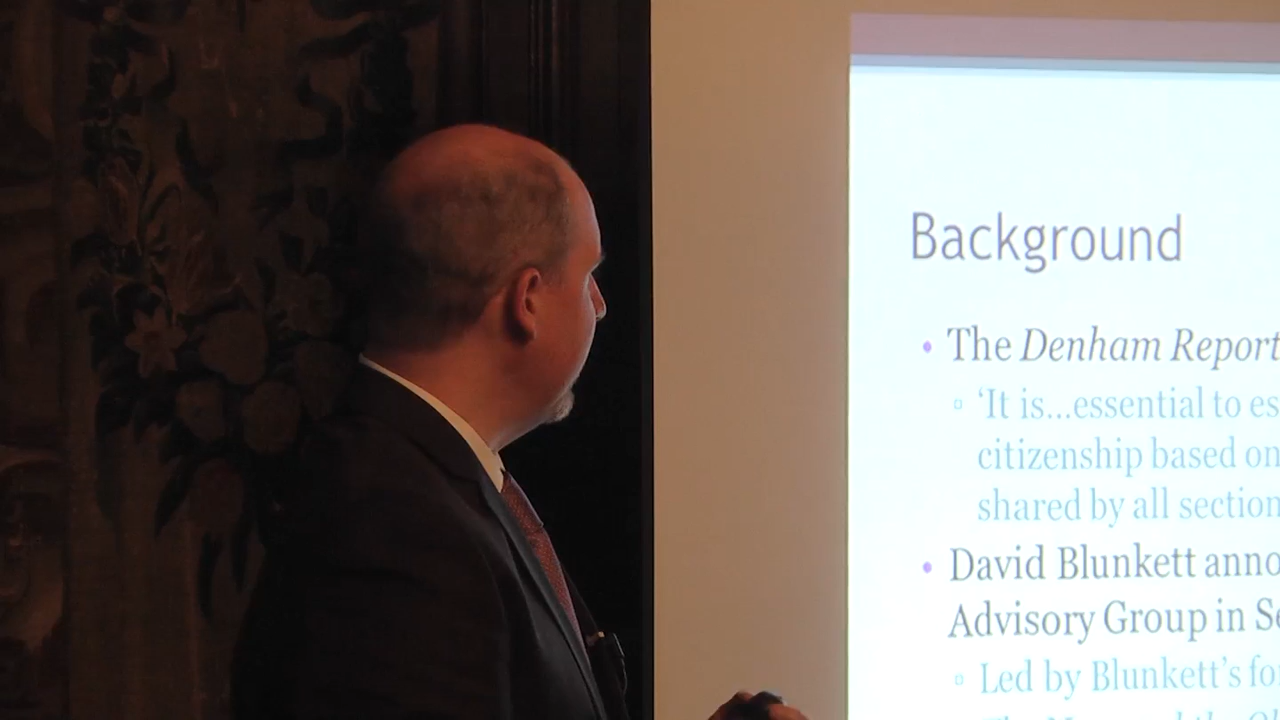 Background
• The Denham Report
▫ ‘It is...essential to es
citizenship based on
shared by all section
• David Blunkett anno
Advisory Group in Se
▫ Led by Blunkett’s fo